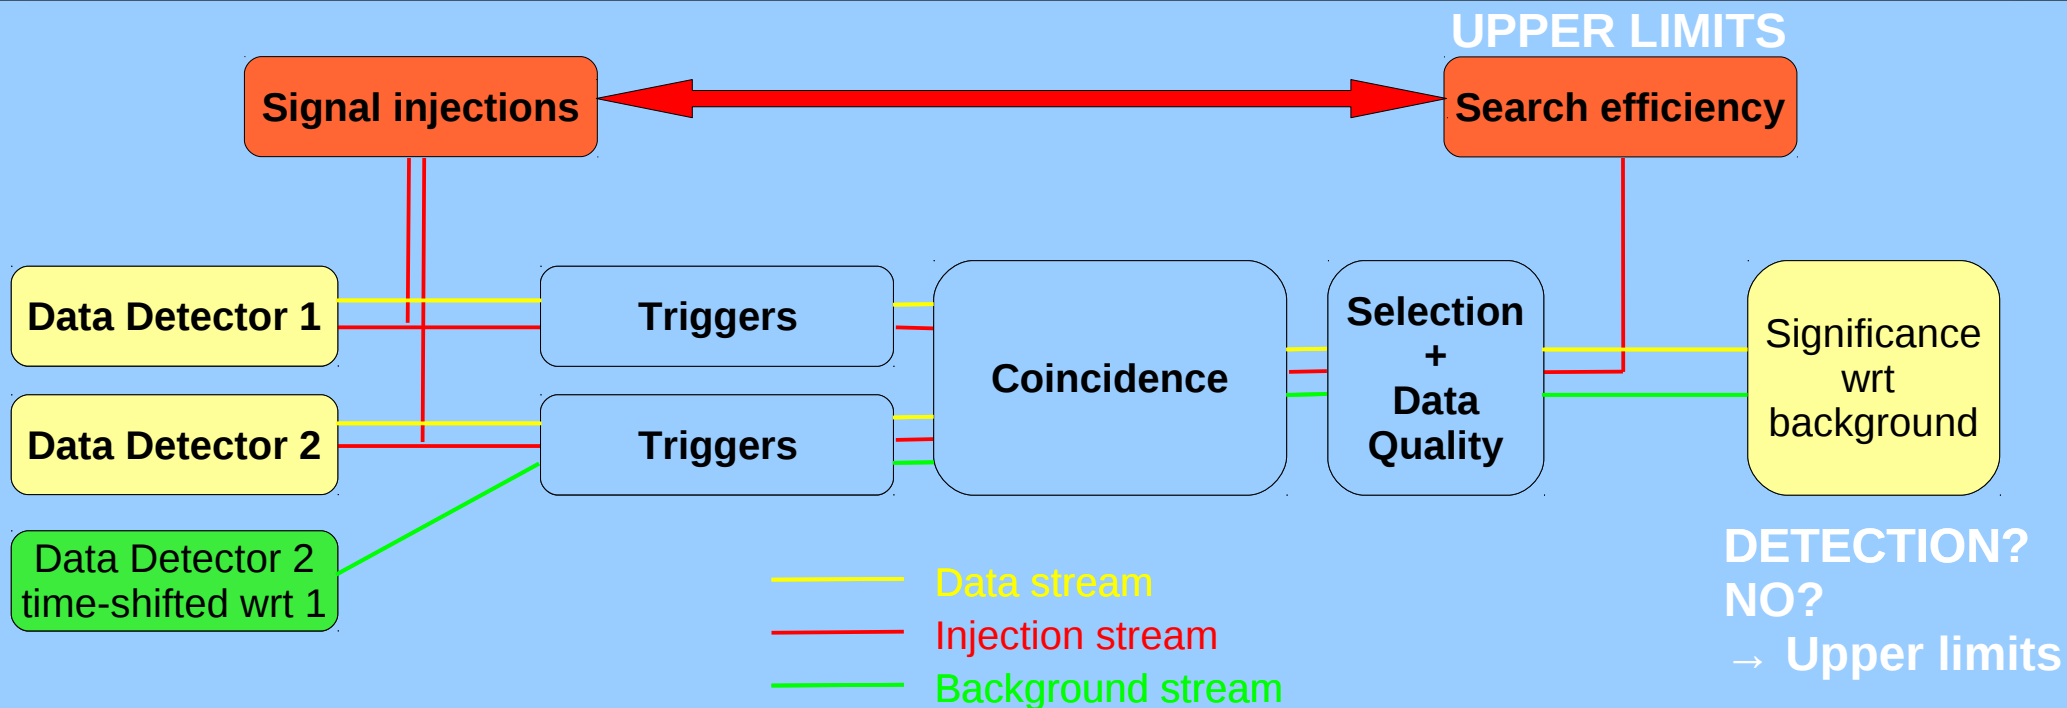 UPPER LIMITS
Signal injections
Search efficiency
Data Detector 1
Triggers
Coincidence
Selection
+
Data
Quality
Significance
wrt
background
Data Detector 2
Triggers
Data Detector 2
time-shifted wrt 1
Data stream
Injection stream
Background stream
DETECTION?
NO?
→ Upper limits